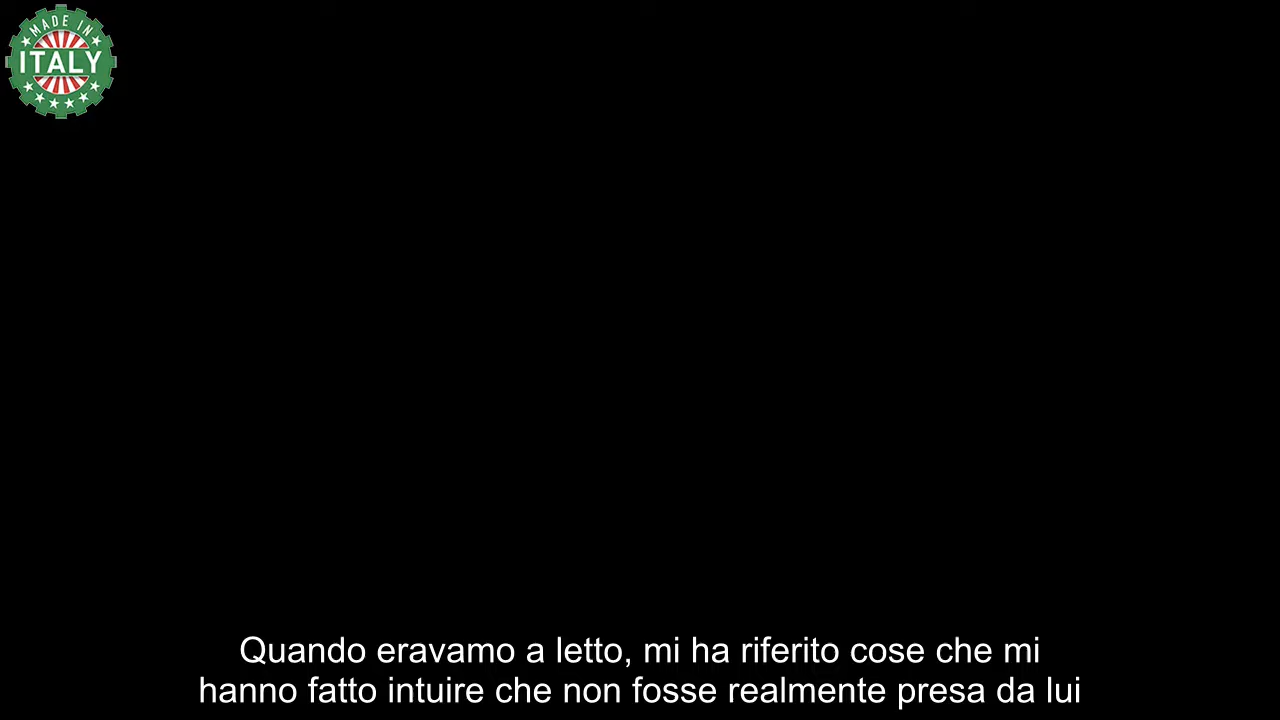 MADE IN
ITALY
Quando eravamo a letto, mi ha riferito cose che mi
hanno fatto intuire che non fosse realmente presa da lui